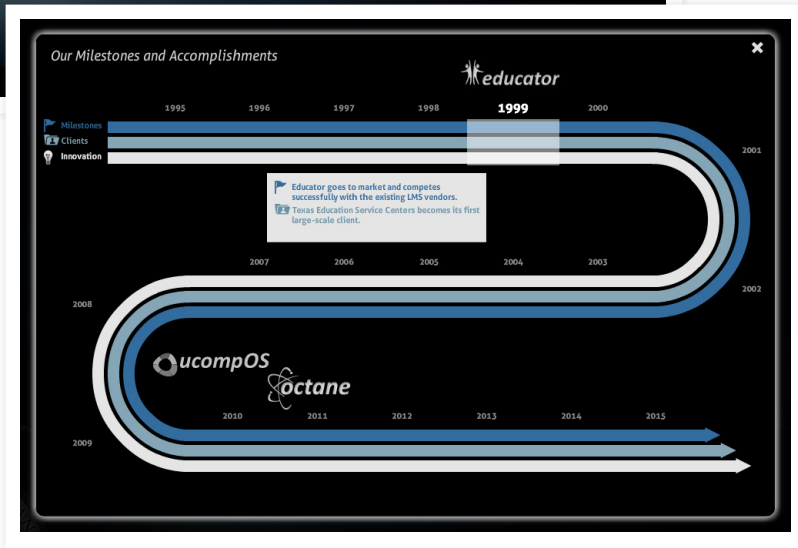 Our Milestones and Accomplishments
educator
1995 1996 1997 1998 1999 2000
Milestones
Clients
Innovation
2001
Educator goes to market and competes
successfully with the existing LMS vendors.
Texas Education Service Centers becomes its first
large-scale client.
2007 2006 2005 2004 2003
2002
2008
ucompOS
octane
2010 2011 2012 2013 2014 2015
2009